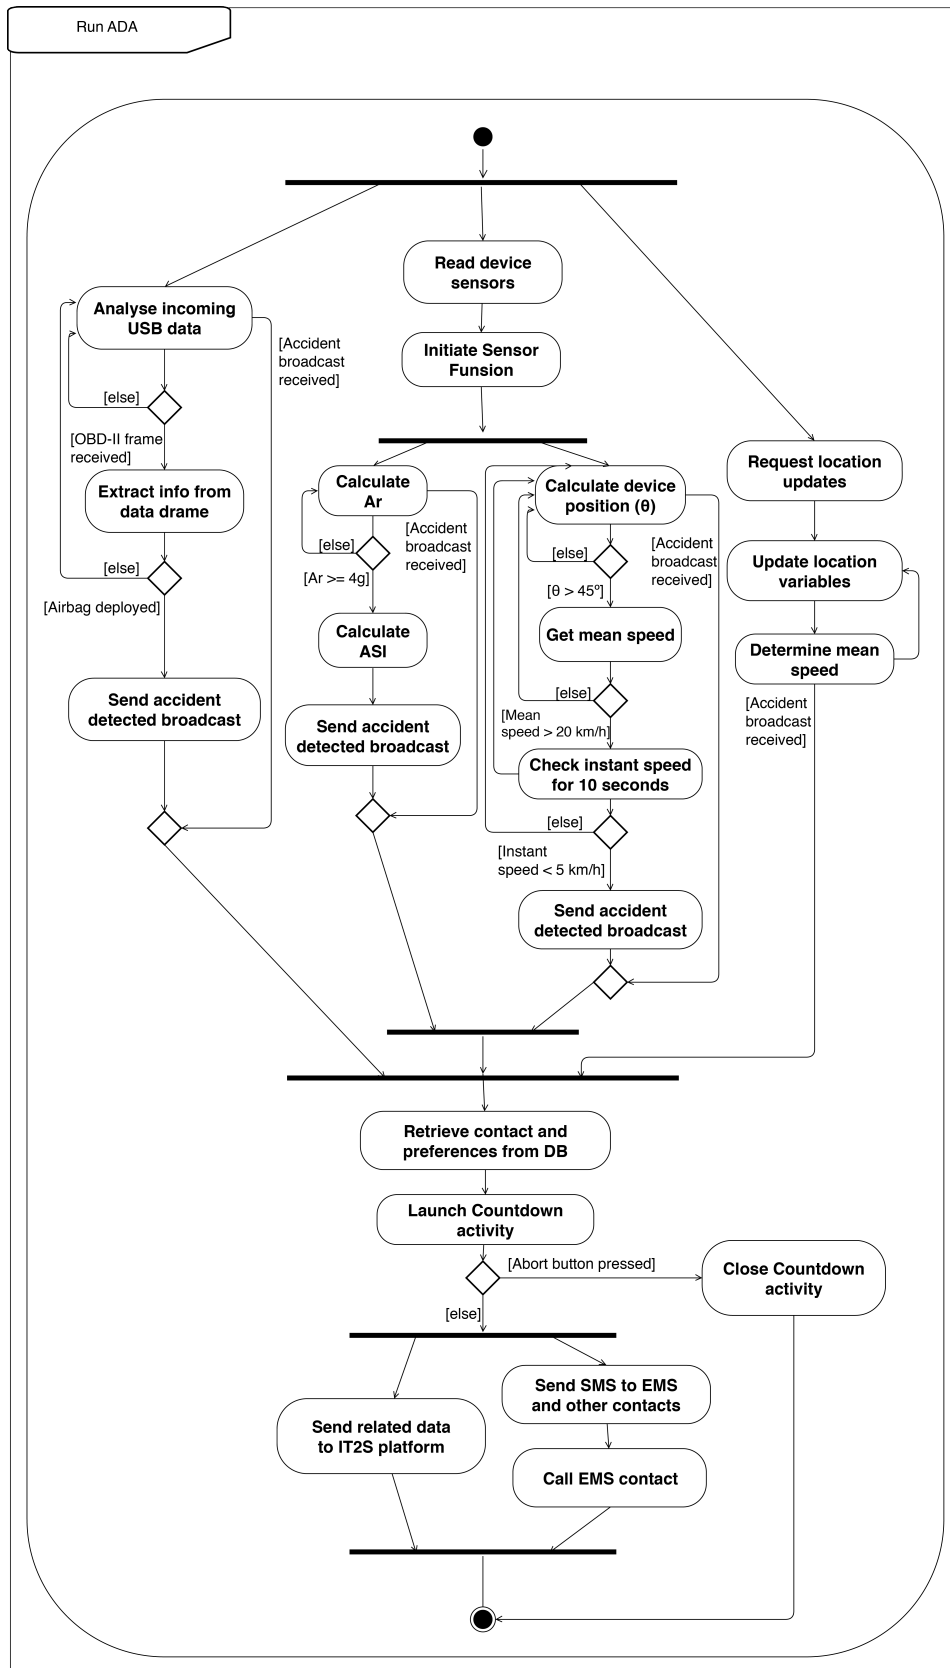 Run ADA
Read device
sensors
Analyse incoming
USB data
[Accident
broadcast
received]
Initiate Sensor
Funsion
[else]
[OBD-II frame
received]
Extract info from
data drame
[else]
[Airbag deployed]
Send accident
detected broadcast
Calculate
Ar
[Accident
broadcast
received]
[else]
[Ar >= 4g]
Calculate
ASI
Send accident
detected broadcast
Calculate device
position (θ)
[Accident
broadcast
received]
[else]
[θ > 45º]
Get mean speed
[else]
[Mean
speed > 20 km/h]
Check instant speed
for 10 seconds
[else]
[Instant
speed < 5 km/h]
Send accident
detected broadcast
Request location
updates
Update location
variables
Determine mean
speed
[Accident
broadcast
received]
Retrieve contact and
preferences from DB
Launch Countdown
activity
[Abort button pressed]
Close Countdown
activity
[else]
Send related data
to IT2S platform
Send SMS to EMS
and other contacts
Call EMS contact